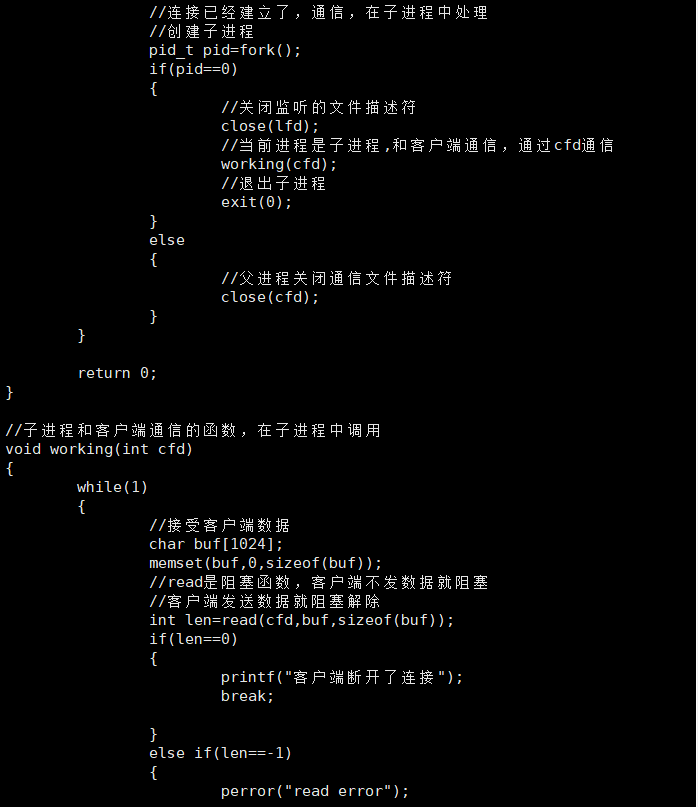 //连接已经建立了，通信，在子进程中处理
//创建子进程
pid_t pid=fork();
if(pid==0)
{
//关闭监听的文件描述符
close(lfd);
//当前进程是子进程,和客户端通信，通过cfd通信
working(cfd);
//退出子进程
exit(0);
}
else
{
//父进程关闭通信文件描述符
close(cfd);
}
}
return 0;
}
//子进程和客户端通信的函数，在子进程中调用
void working(int cfd)
{
while(1)
{
//接受客户端数据
char buf[1024];
memset(buf,0,sizeof(buf));
//read是阻塞函数，客户端不发数据就阻塞
//客户端发送数据就阻塞解除
int len=read(cfd,buf,sizeof(buf));
if(len==0)
{
printf("客户端断开了连接");
break;
}
else if(len==-1)
{
perror("read error");